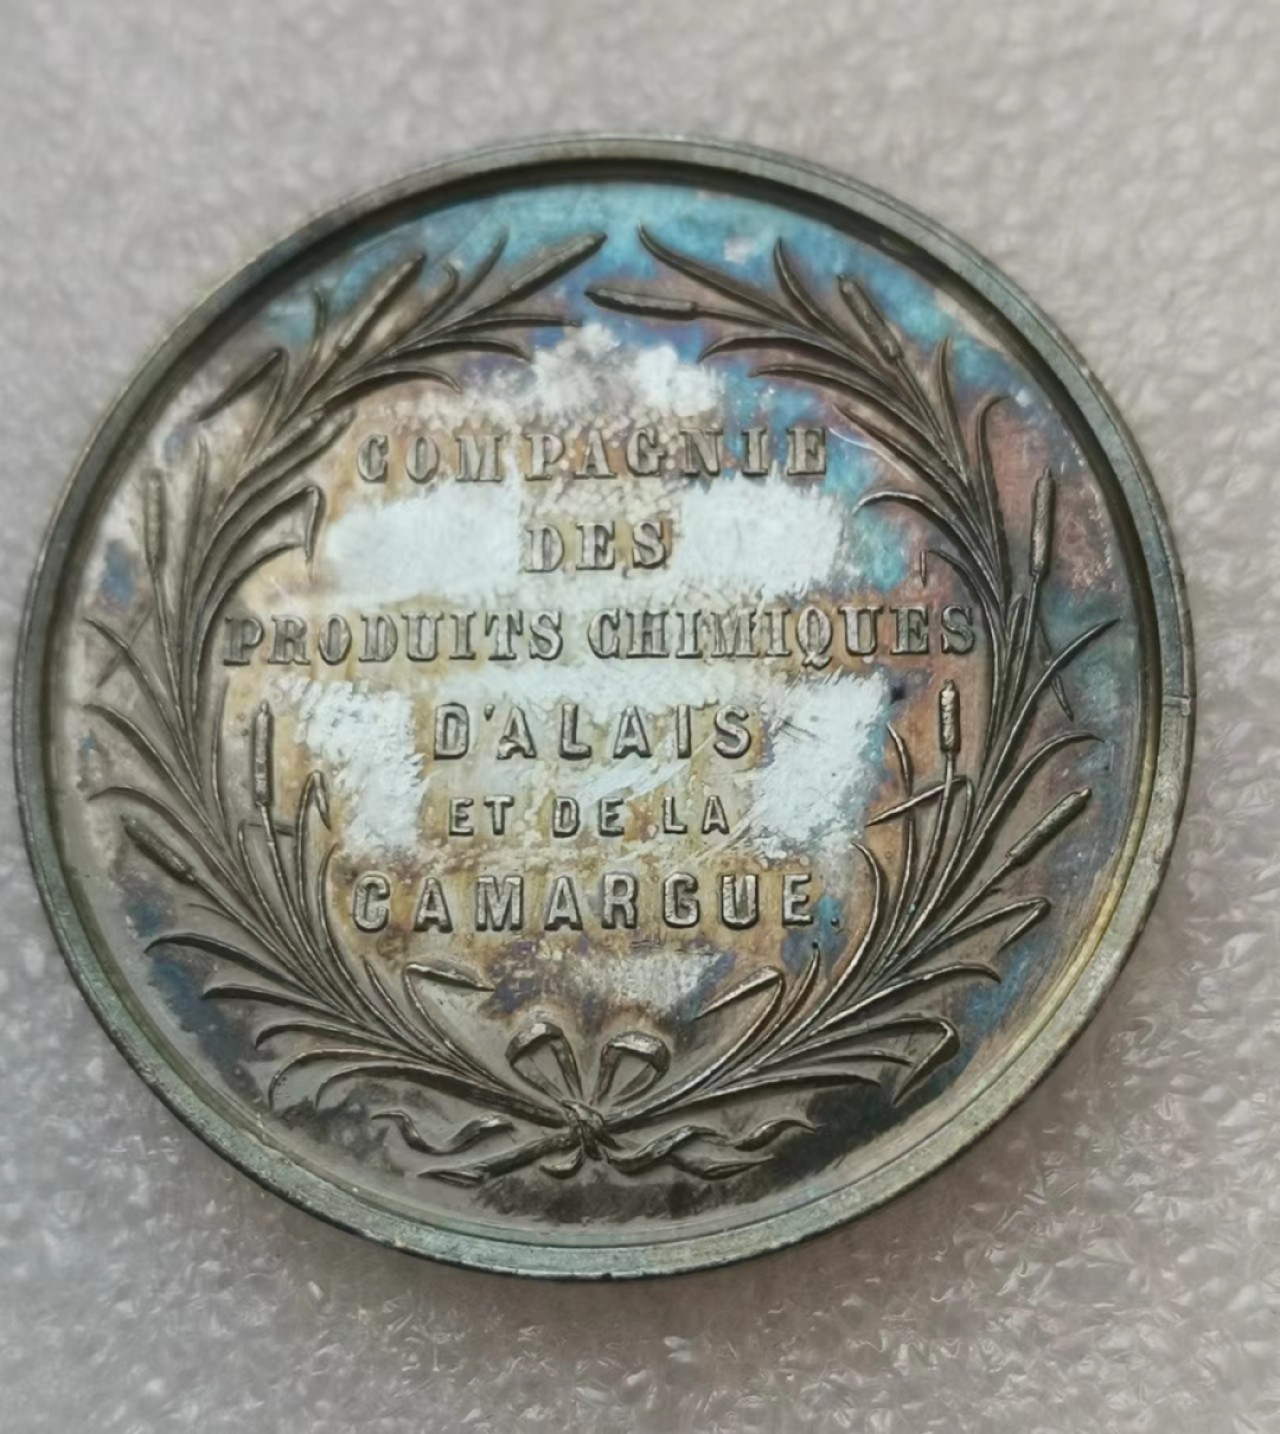 COMPAGNIE
DES
PRODUITS CHIMIQUES
D'ALAIS
ET DE LA
CAMARGUE.